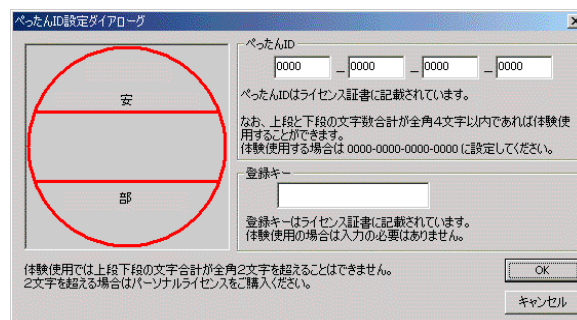 ぺったんID設定ダイアローグ
安
部
ぺったんID
0000 - 0000 - 0000 - 0000
ぺったんIDはライセンス証書に記載されています。
なお、上段と下段の文字数合計が全角4文字以内であれば体験使
用することができます。
体験使用する場合は 0000-0000-0000-0000 に設定してください。
登録キー
登録キーはライセンス証書に記載されています。
体験使用の場合は入力の必要はありません。
体験使用では上段下段の文字合計が全角2文字を超えることはできません。
2文字を超える場合はパーソナルライセンスをご購入ください。
OK
キャンセル